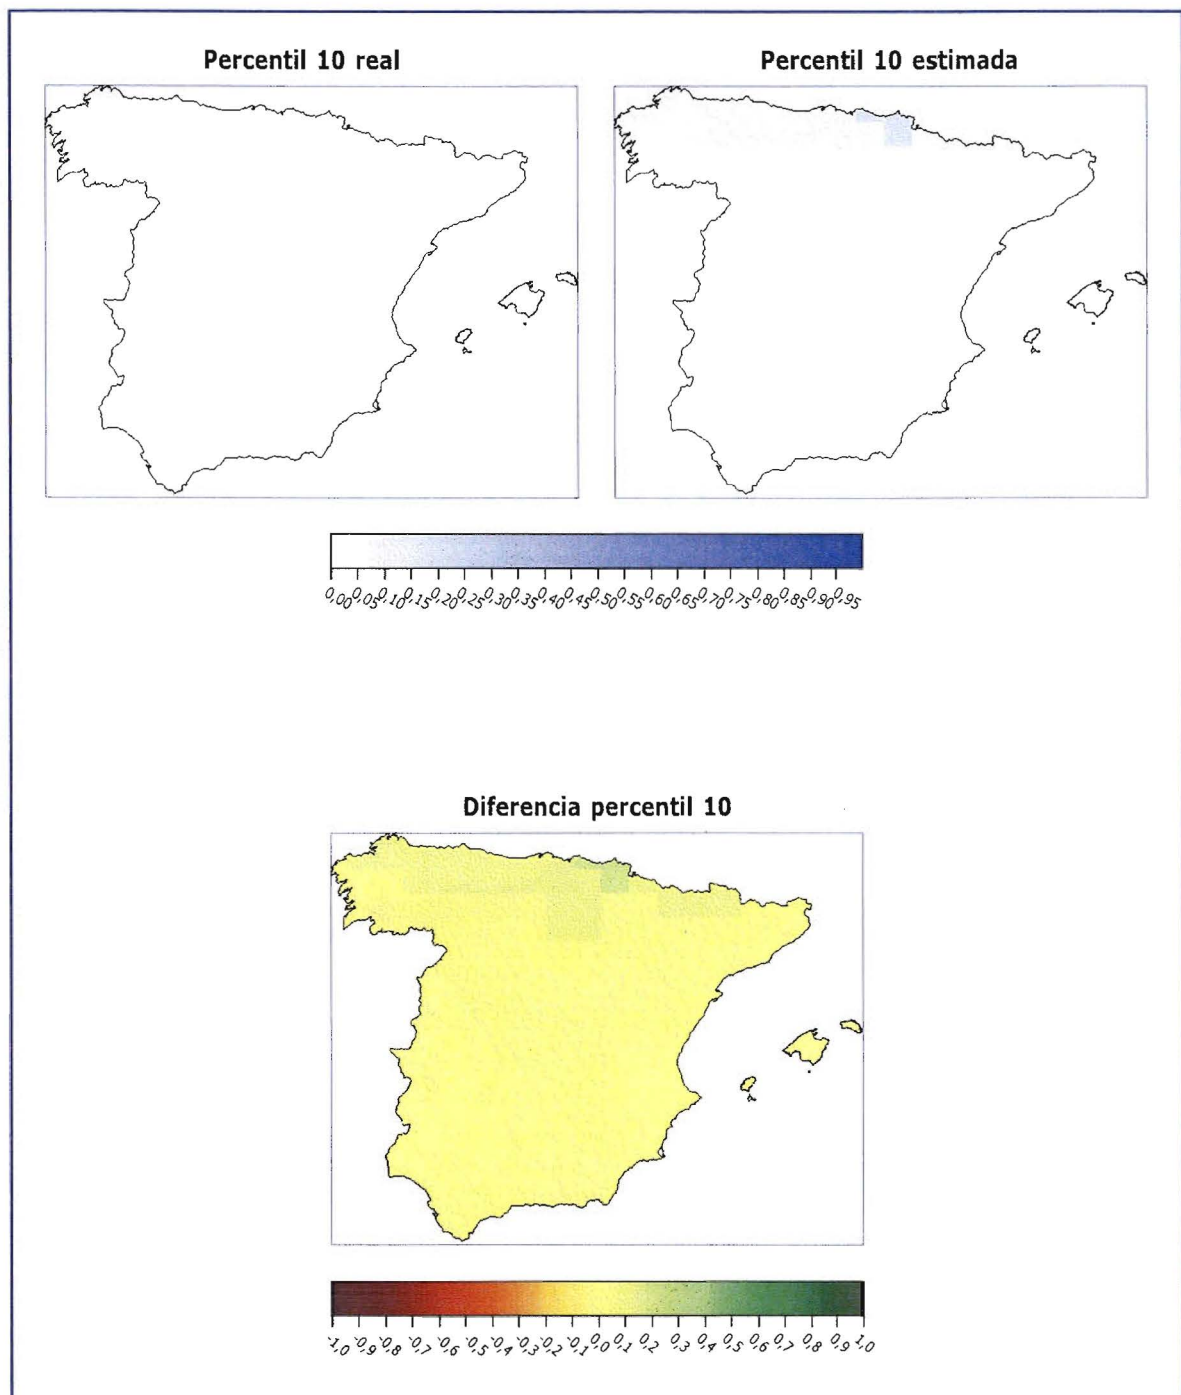 Percentil 10 real
Percentil 10 estimada
0,00 0,05 0,10 0,15 0,20 0,25 0,30 0,35 0,40 0,45 0,50 0,55 0,60 0,65 0,70 0,75 0,80 0,85 0,90 0,95
Diferencia percentil 10
-1,0 -0,9 -0,8 -0,7 -0,6 -0,5 -0,4 -0,3 -0,2 -0,1 0,0 0,1 0,2 0,3 0,4 0,5 0,6 0,7 0,8 0,9 1,0